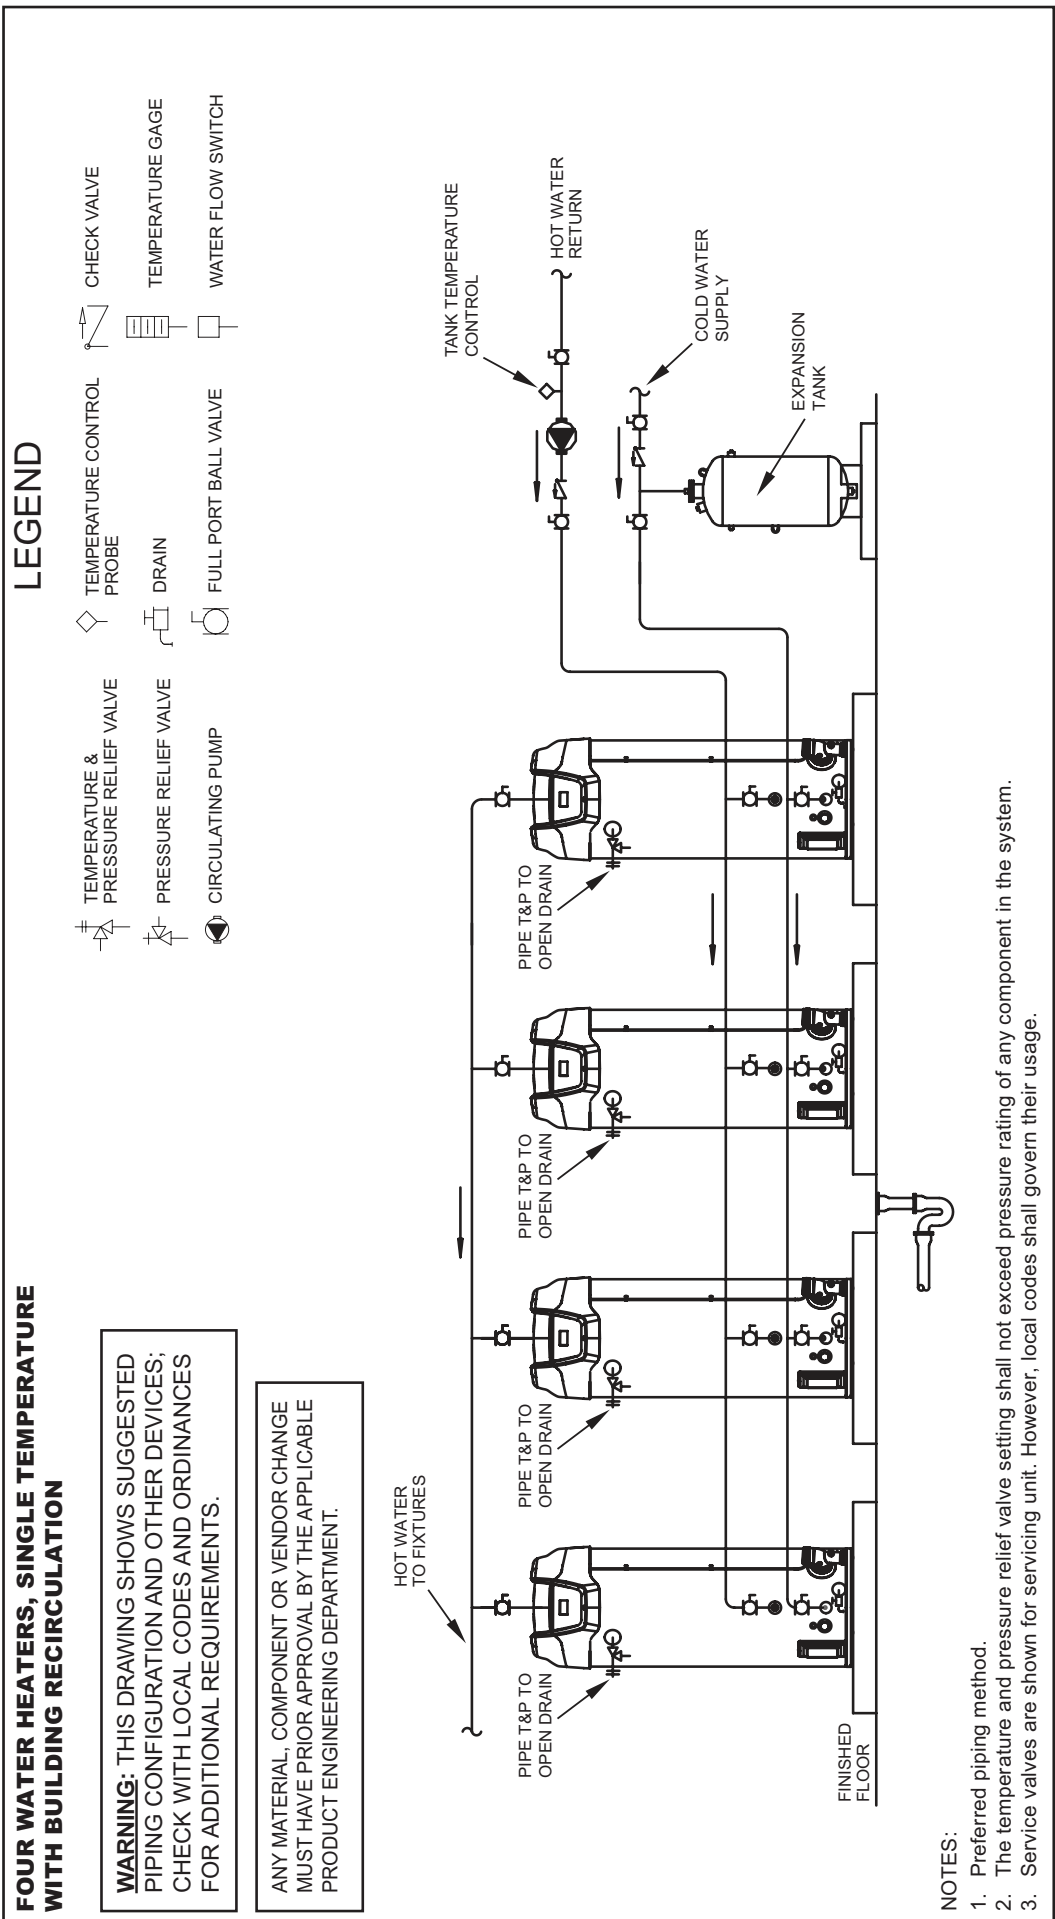 FOUR WATER HEATERS, SINGLE TEMPERATURE
WITH BUILDING RECIRCULATION
WARNING: THIS DRAWING SHOWS SUGGESTED
PIPING CONFIGURATION AND OTHER DEVICES;
CHECK WITH LOCAL CODES AND ORDINANCES
FOR ADDITIONAL REQUIREMENTS.
ANY MATERIAL, COMPONENT OR VENDOR CHANGE
MUST HAVE PRIOR APPROVAL BY THE APPLICABLE
PRODUCT ENGINEERING DEPARTMENT.
LEGEND
TEMPERATURE &
PRESSURE RELIEF VALVE
PRESSURE RELIEF VALVE
CIRCULATING PUMP
TEMPERATURE CONTROL
PROBE
DRAIN
FULL PORT BALL VALVE
CHECK VALVE
TEMPERATURE GAGE
WATER FLOW SWITCH
HOT WATER
TO FIXTURES
TANK TEMPERATURE
CONTROL
HOT WATER
RETURN
COLD WATER
SUPPLY
EXPANSION
TANK
PIPE T&P TO
OPEN DRAIN
PIPE T&P TO
OPEN DRAIN
PIPE T&P TO
OPEN DRAIN
PIPE T&P TO
OPEN DRAIN
FINISHED
FLOOR
NOTES:
1. Preferred piping method.
2. The temperature and pressure relief valve setting shall not exceed pressure rating of any component in the system.
3. Service valves are shown for servicing unit. However, local codes shall govern their usage.